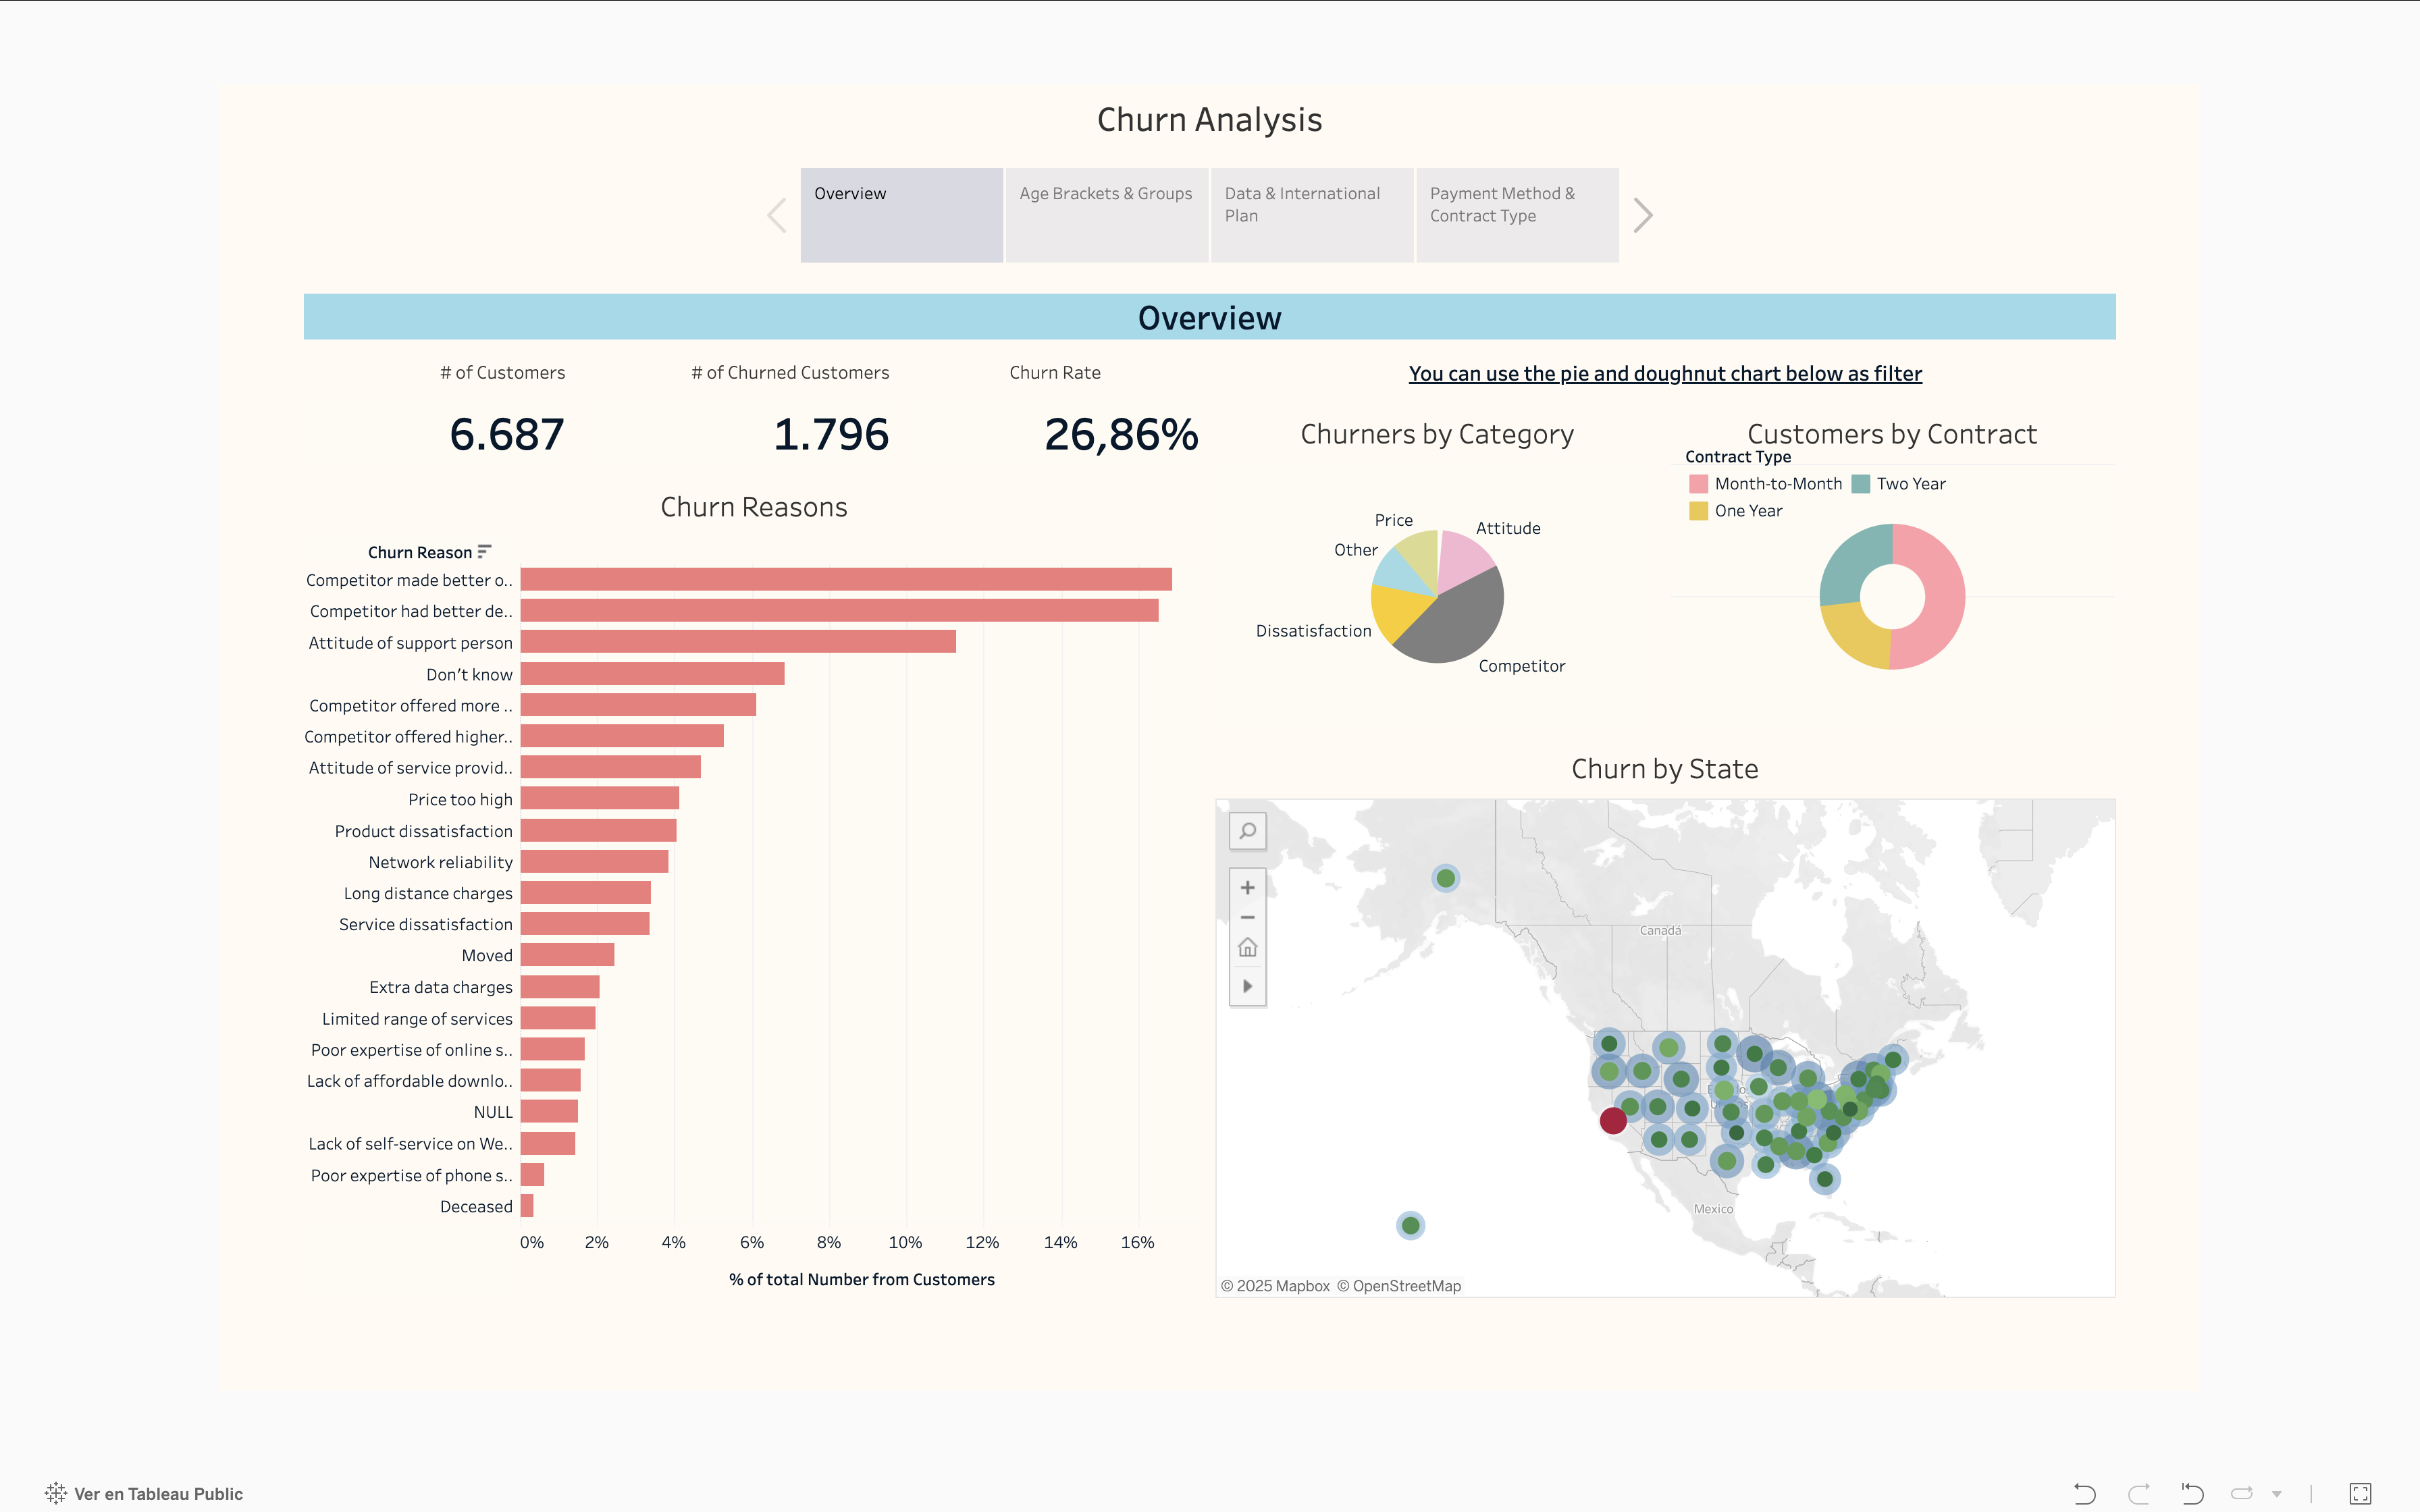 Churn Analysis
Overview
Age Brackets & Groups
Data & International
Plan
Payment Method &
Contract Type
Overview
# of Customers
# of Churned Customers
Churn Rate
6.687
1.796
26,86%
You can use the pie and doughnut chart below as filter
Churn Reasons
Churn Reason
Competitor made better o..
Competitor had better de..
Attitude of support person
Don't know
Competitor offered more ..
Competitor offered higher..
Attitude of service provid..
Price too high
Product dissatisfaction
Network reliability
Long distance charges
Service dissatisfaction
Moved
Extra data charges
Limited range of services
Poor expertise of online s..
Lack of affordable downlo..
NULL
Lack of self-service on We..
Poor expertise of phone s..
Deceased
0% 2% 4% 6% 8% 10% 12% 14% 16%
% of total Number from Customers
Churners by Category
Price
Attitude
Other
Dissatisfaction
Competitor
Customers by Contract
Contract Type
Month-to-Month
Two Year
One Year
Churn by State
Canada
Mexico
© 2025 Mapbox © OpenStreetMap
Ver en Tableau Public